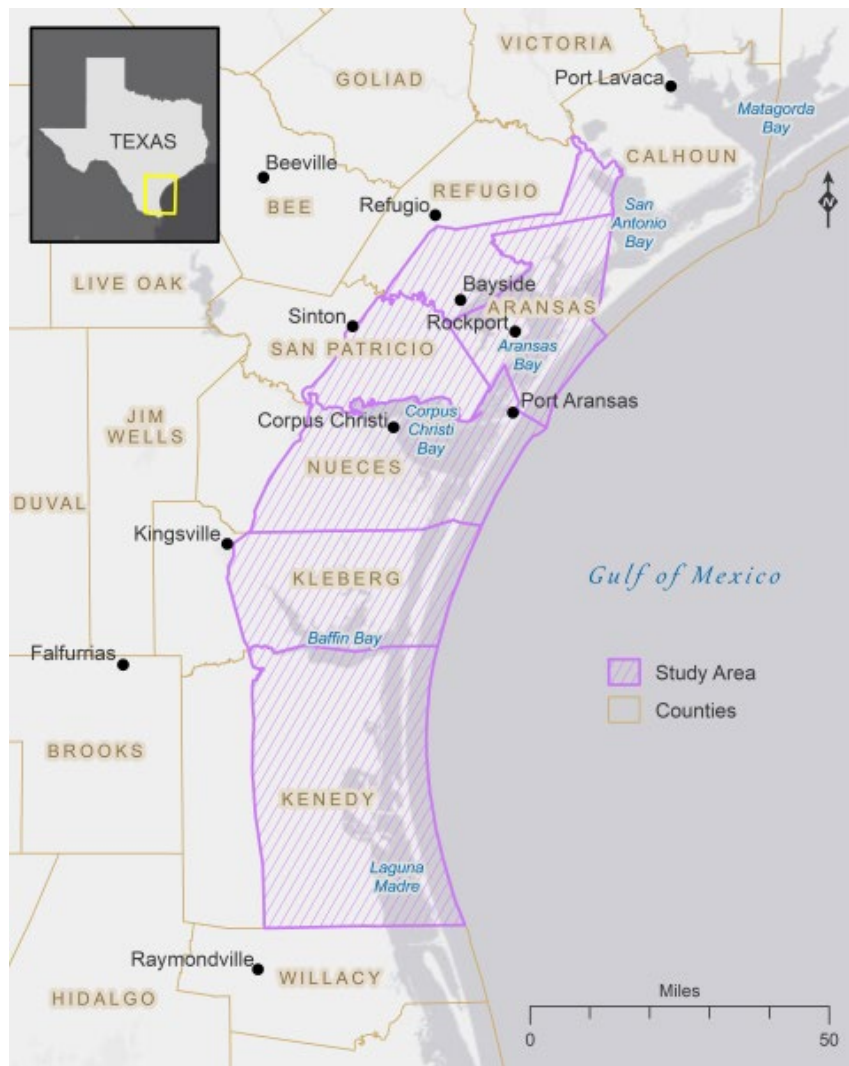 VICTORIA
GOLIAD
Port Lavaca
Matagorda
Bay
TEXAS
CALHOUN
Beeville
BEE
REFUGIO
Refugio
San
Antonio
Bay
N
LIVE OAK
Bayside
ARANSAS
Sinton
Rockport
SAN PATRICIO
Aransas
Bay
Port Aransas
JIM
WELLS
Corpus Christi
Corpus
Christi
Bay
NUECES
DUVAL
Kingsville
KLEBERG
Gulf of Mexico
Baffin Bay
Falfurrias
Study Area
Counties
BROOKS
KENEDY
Laguna
Madre
Raymondville
WILLACY
HIDALGO
Miles
0 50